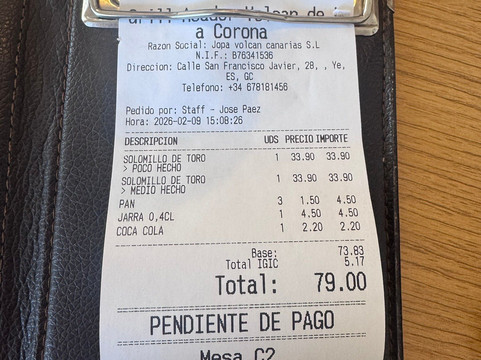 a Corona
Razon Social: Jopa volcan canarias S.L
N.I.F.: B76341536
Direccion: Calle San Francisco Javier, 28, , Ye,
ES, GC
Telefono: +34 678181456
Pedido por: Staff - Jose Paez
Hora: 2026-02-09 15:08:26
DESCRIPCION UDS PRECIO IMPORTE
SOLOMILLO DE TORO 1 33.90 33.90
> POCO HECHO
SOLOMILLO DE TORO 1 33.90 33.90
> MEDIO HECHO
PAN 3 1.50 4.50
JARRA 0,4CL 1 4.50 4.50
COCA COLA 1 2.20 2.20
Base: 73.83
Total IGIC 5.17
Total: 79.00
PENDIENTE DE PAGO
Mesa C2